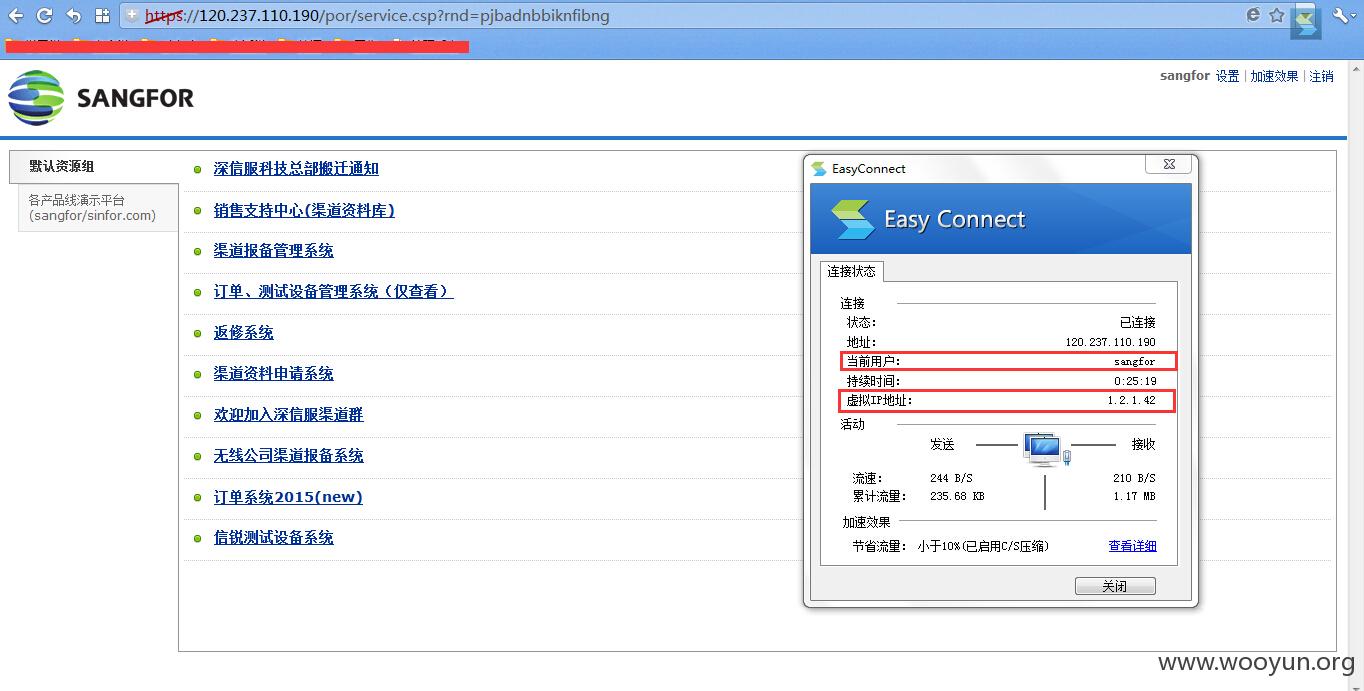 https://120.237.110.190/por/service.csp?rnd=pjbadnbbiknfibng
SANGFOR
sangfor 设置 | 加速效果 | 注销
默认资源组
各产品线演示平台
(sangfor/sinfor.com)
深信服科技总部搬迁通知
销售支持中心(渠道资料库)
渠道报备管理系统
订单、测试设备管理系统（仅查看）
返修系统
渠道资料申请系统
欢迎加入深信服渠道群
无线公司渠道报备系统
订单系统2015(new)
信锐测试设备系统
EasyConnect
Easy Connect
连接状态
连接
状态: 已连接
地址: 120.237.110.190
当前用户: sangfor
持续时间: 0:25:19
虚拟IP地址: 1.2.1.42
活动
发送 接收
流速: 244 B/S 210 B/S
累计流量: 235.68 KB 1.17 MB
加速效果
节省流量: 小于10%(已启用C/S压缩) 查看详细
关闭
www.wooyun.org